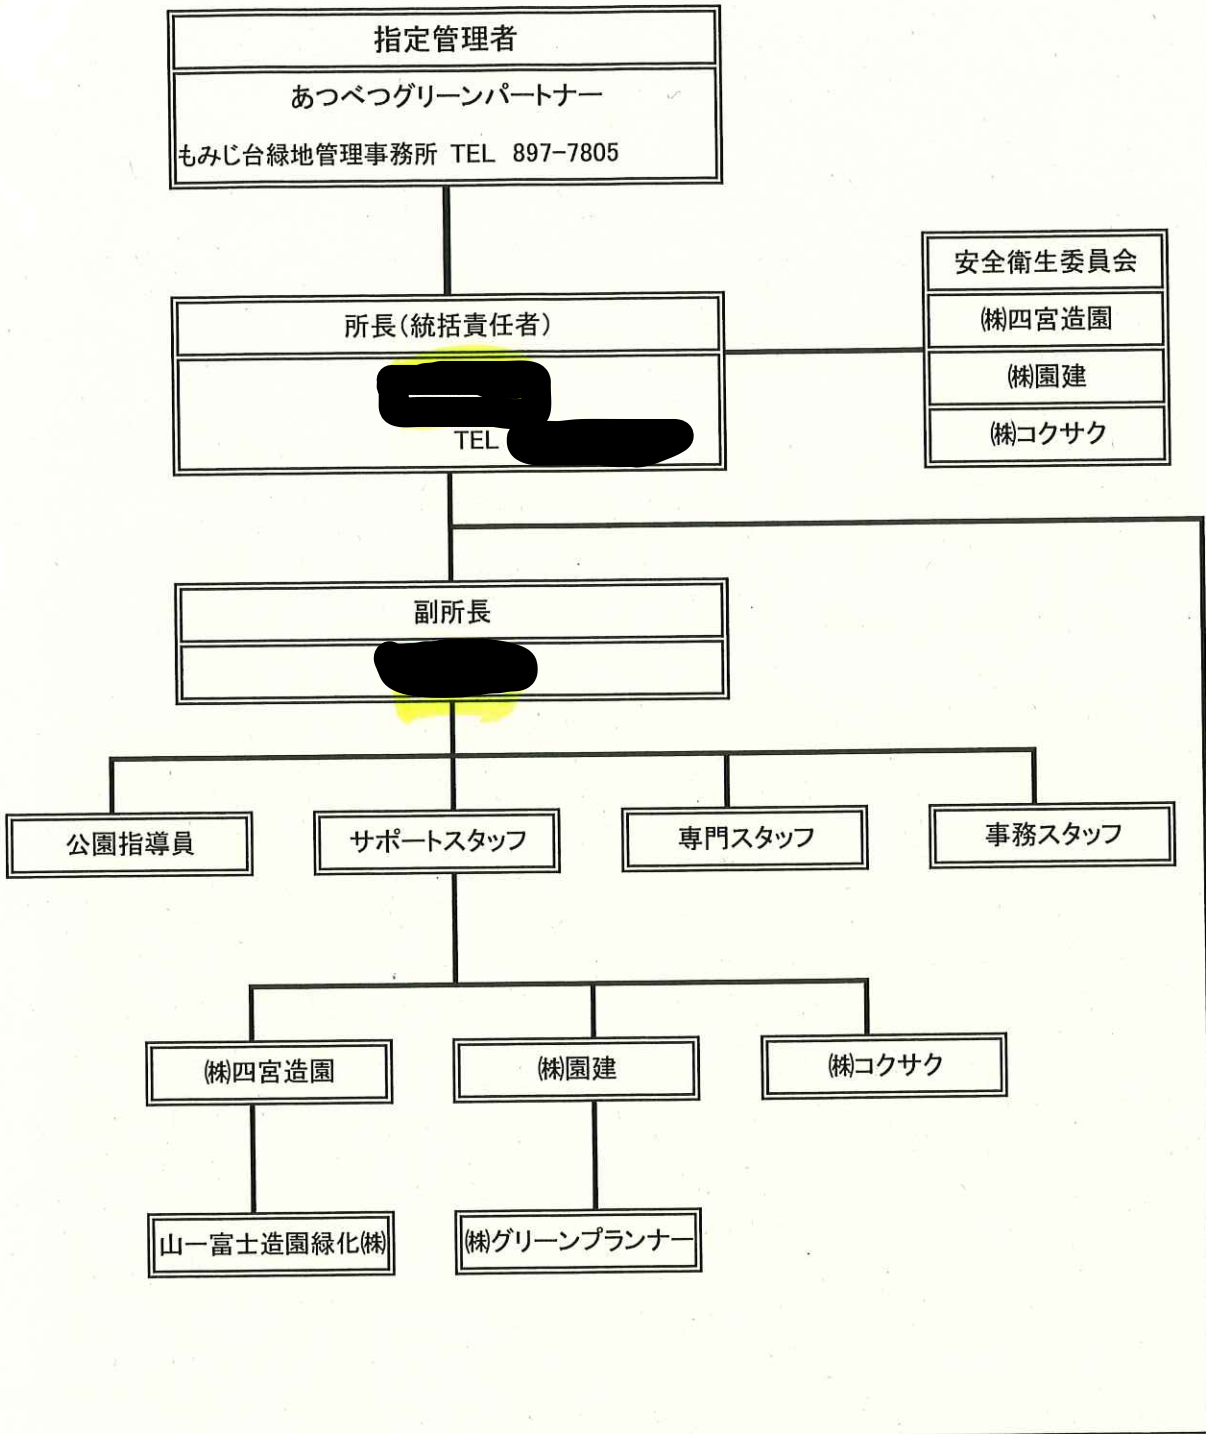 指定管理者
あつべつグリーンパートナー
もみじ台緑地管理事務所 TEL 897-7805
安全衛生委員会
㈱四宮造園
㈱園建
㈱コクサク
所長(統括責任者)
TEL
副所長
公園指導員
サポートスタッフ
専門スタッフ
事務スタッフ
㈱四宮造園
㈱園建
㈱コクサク
山一富士造園緑化㈱
㈱グリーンプランナー